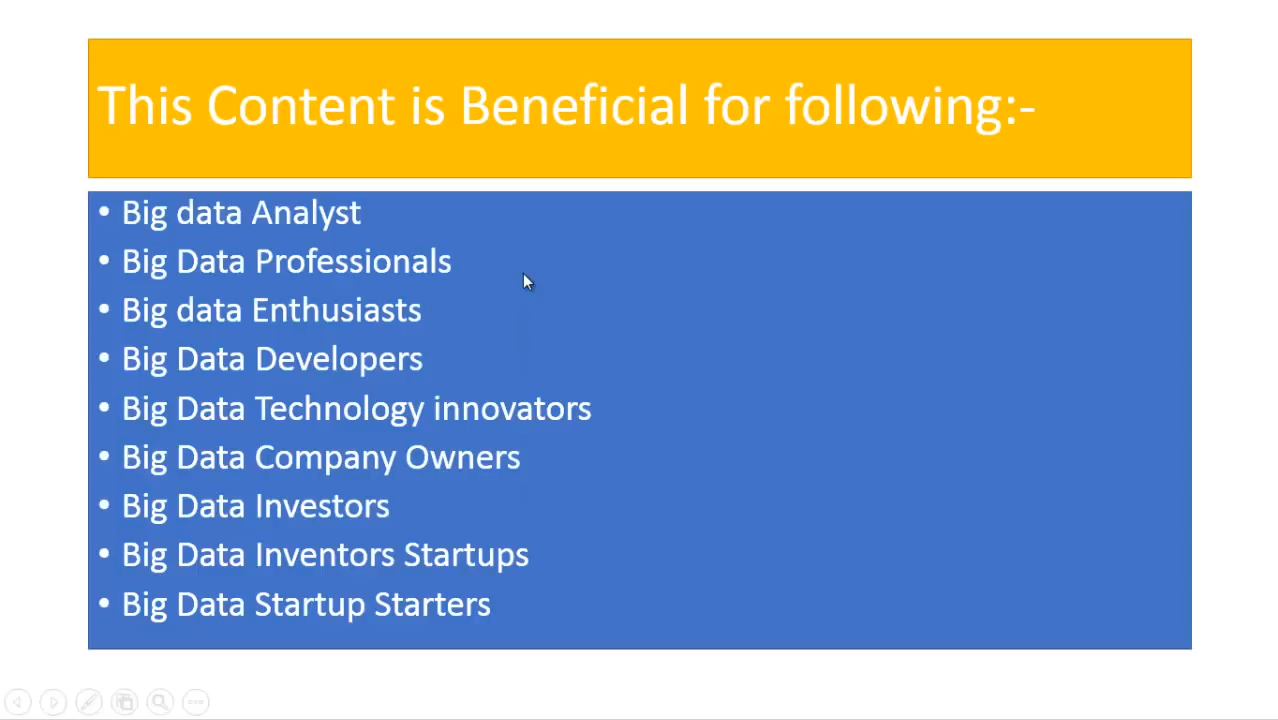 This Content is Beneficial for following:-
• Big data Analyst
• Big Data Professionals
• Big data Enthusiasts
• Big Data Developers
• Big Data Technology innovators
• Big Data Company Owners
• Big Data Investors
• Big Data Inventors Startups
• Big Data Startup Starters